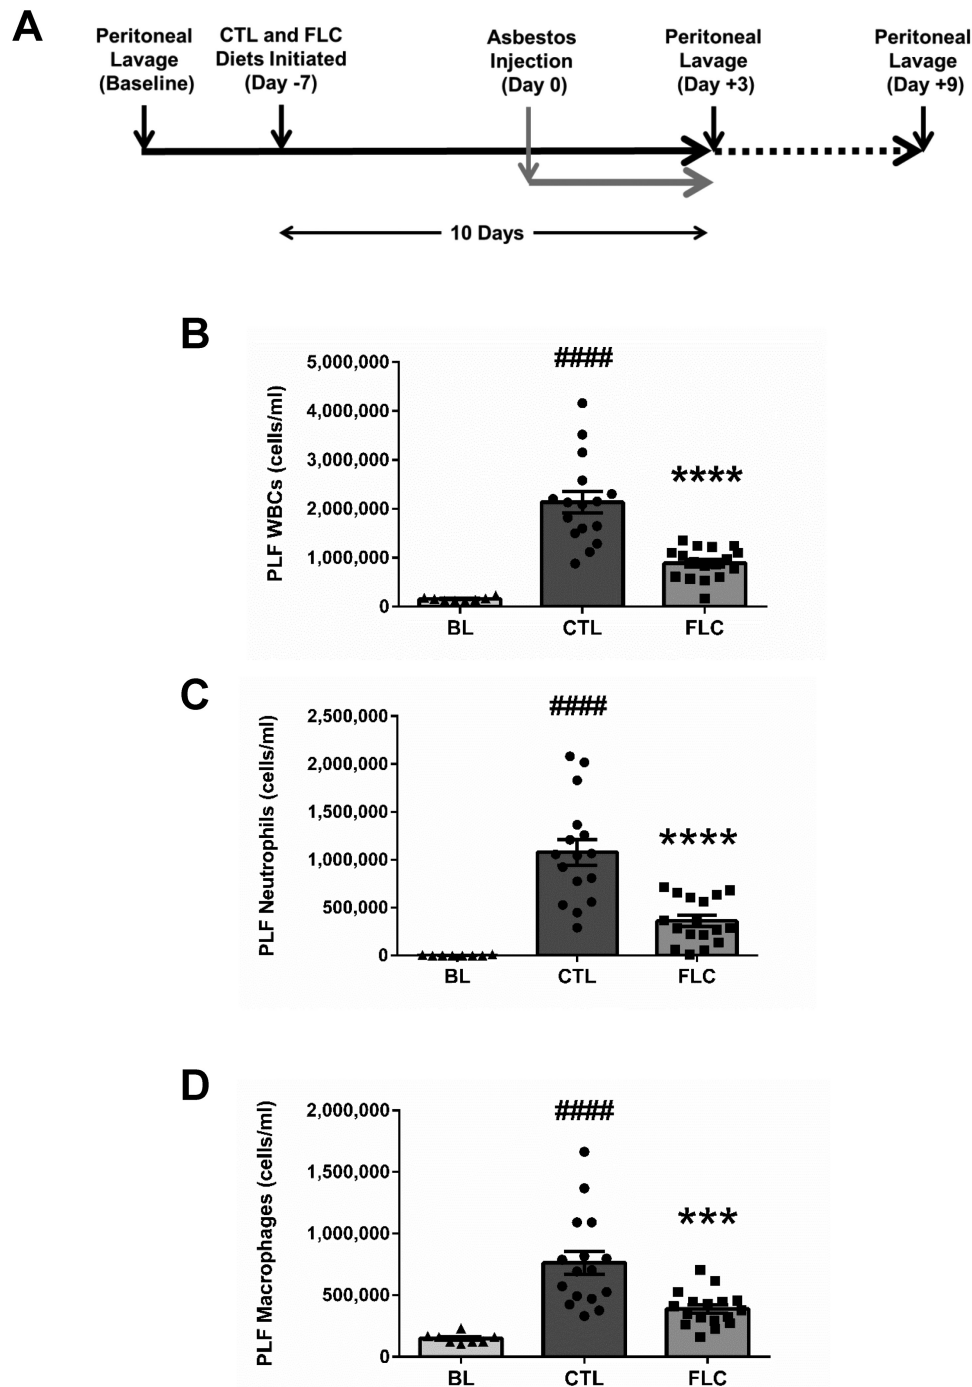 A
Peritoneal
Lavage
(Baseline)
CTL and FLC
Diets Initiated
(Day -7)
Asbestos
Injection
(Day 0)
Peritoneal
Lavage
(Day +3)
Peritoneal
Lavage
(Day +9)
10 Days
B
PLF WBCs (cells/ml)
5,000,000
4,000,000
3,000,000
2,000,000
1,000,000
0
####
****
BL
CTL
FLC
C
PLF Neutrophils (cells/ml)
2,500,000
2,000,000
1,500,000
1,000,000
500,000
0
####
****
BL
CTL
FLC
D
PLF Macrophages (cells/ml)
2,000,000
1,500,000
1,000,000
500,000
0
####
***
BL
CTL
FLC